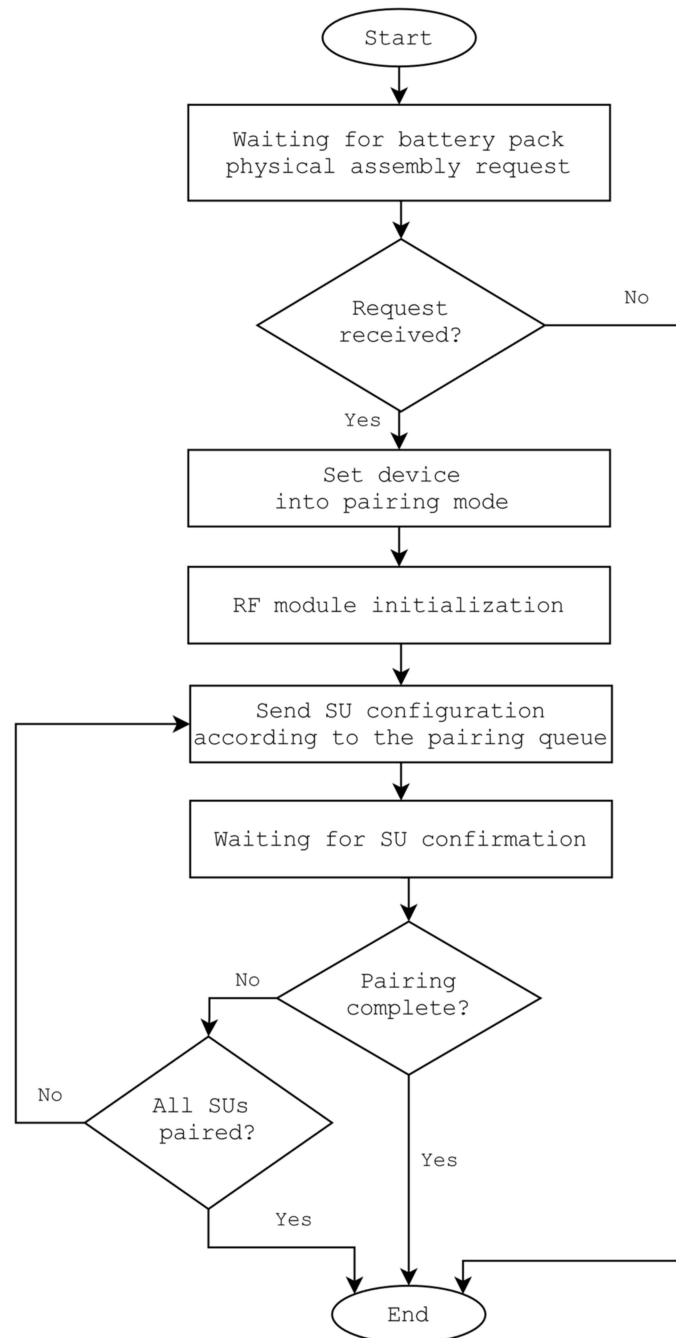 Start
Waiting for battery pack
physical assembly request
Request
received?
No
Yes
Set device
into pairing mode
RF module initialization
Send SU configuration
according to the pairing queue
Waiting for SU confirmation
Pairing
complete?
No
All SUs
paired?
No
Yes
Yes
End